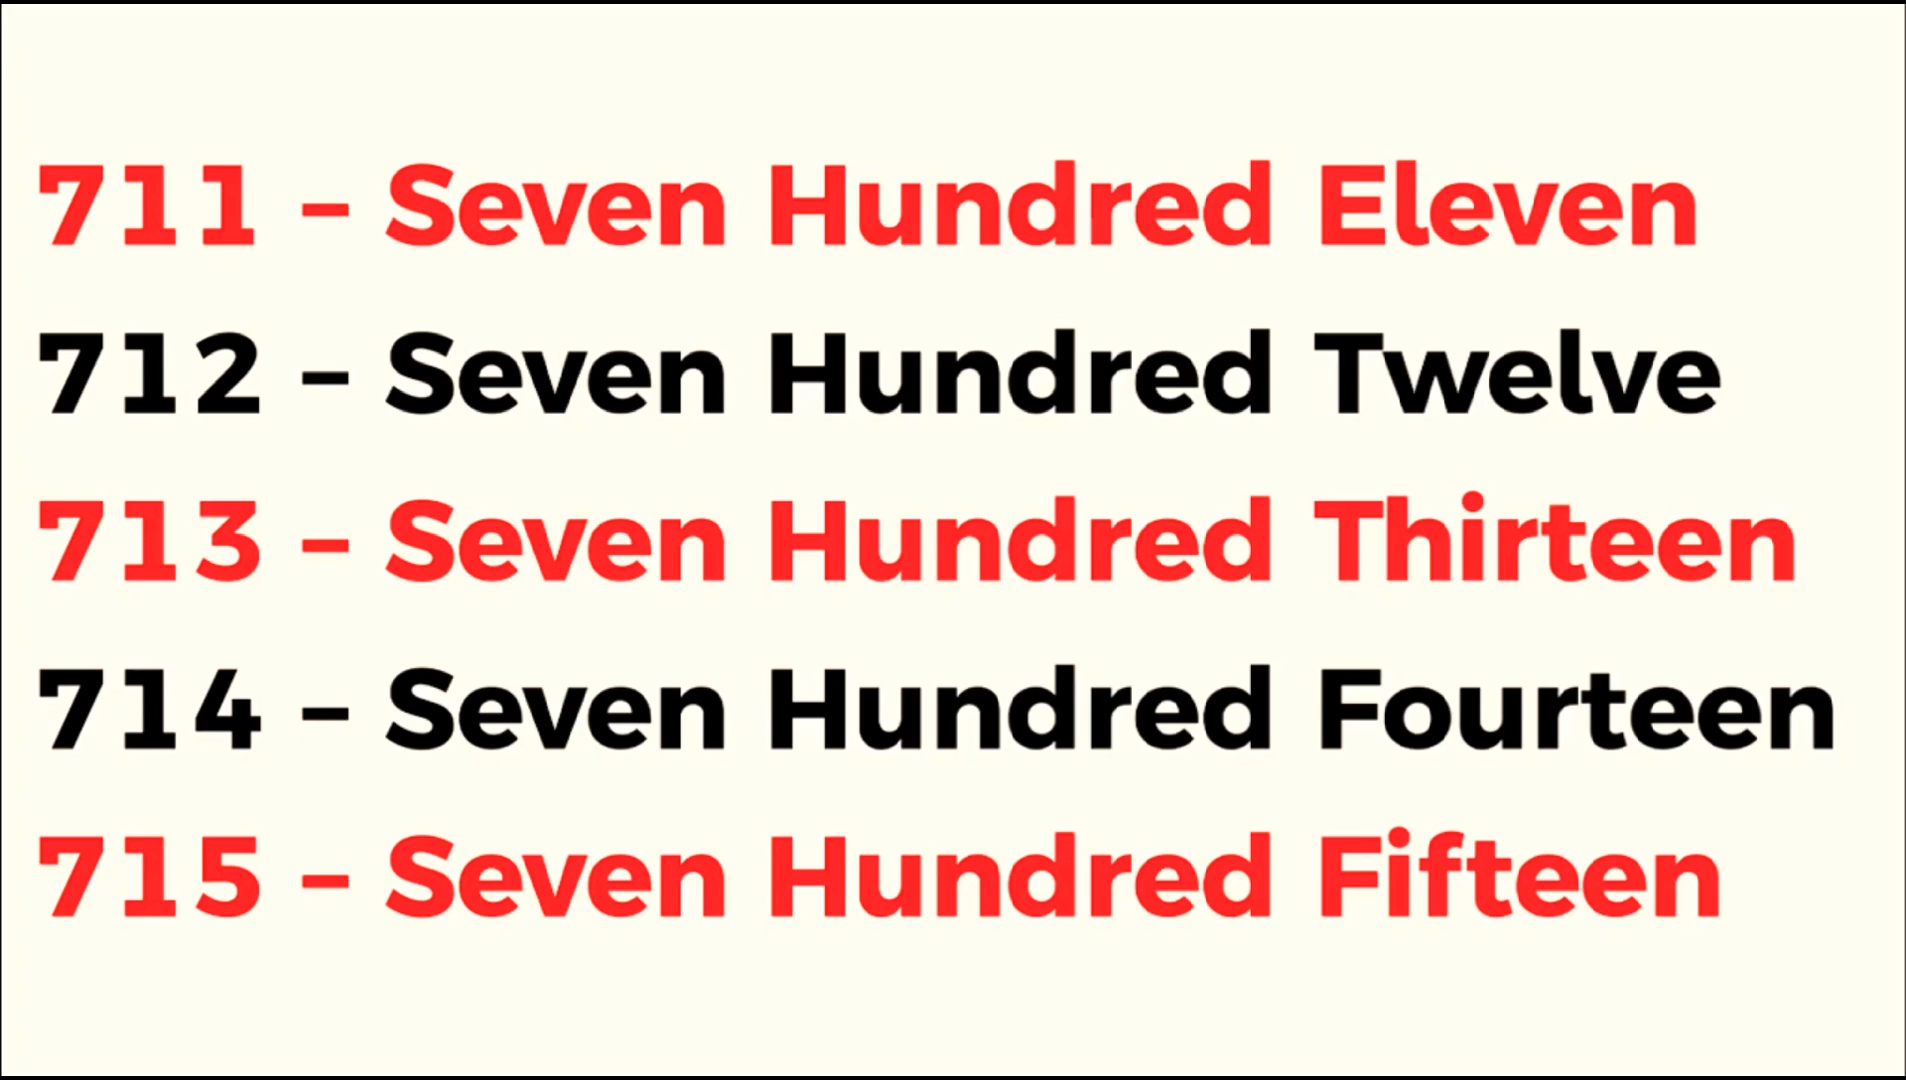 711 – Seven Hundred Eleven
712 – Seven Hundred Twelve
713 – Seven Hundred Thirteen
714 – Seven Hundred Fourteen
715 – Seven Hundred Fifteen